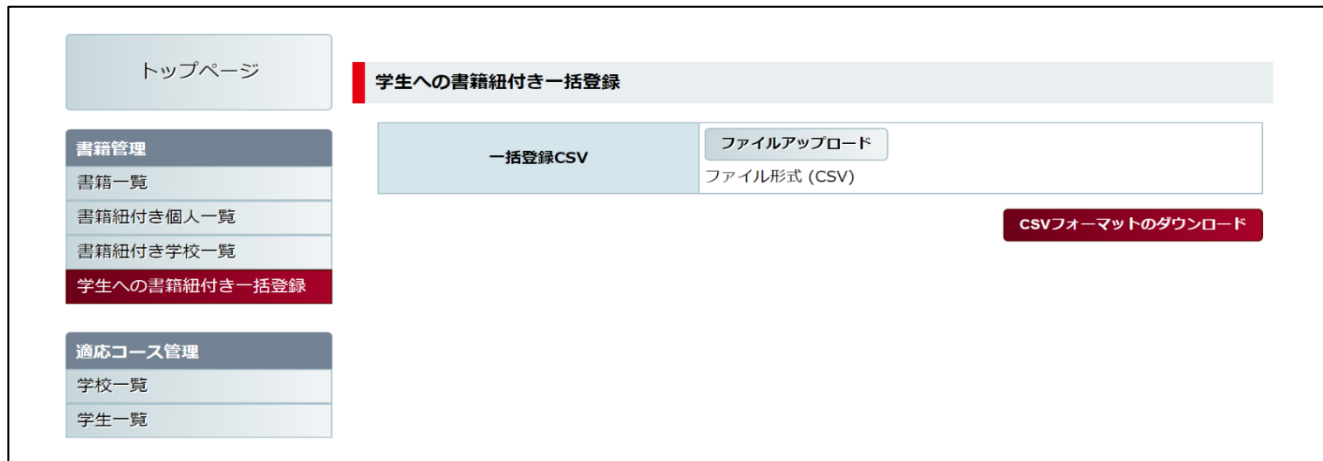 トップページ
書籍管理
書籍一覧
書籍紐付き個人一覧
書籍紐付き学校一覧
学生への書籍紐付き一括登録
適応コース管理
学校一覧
学生一覧
学生への書籍紐付き一括登録
一括登録CSV
ファイルアップロード
ファイル形式 (CSV)
CSVフォーマットのダウンロード